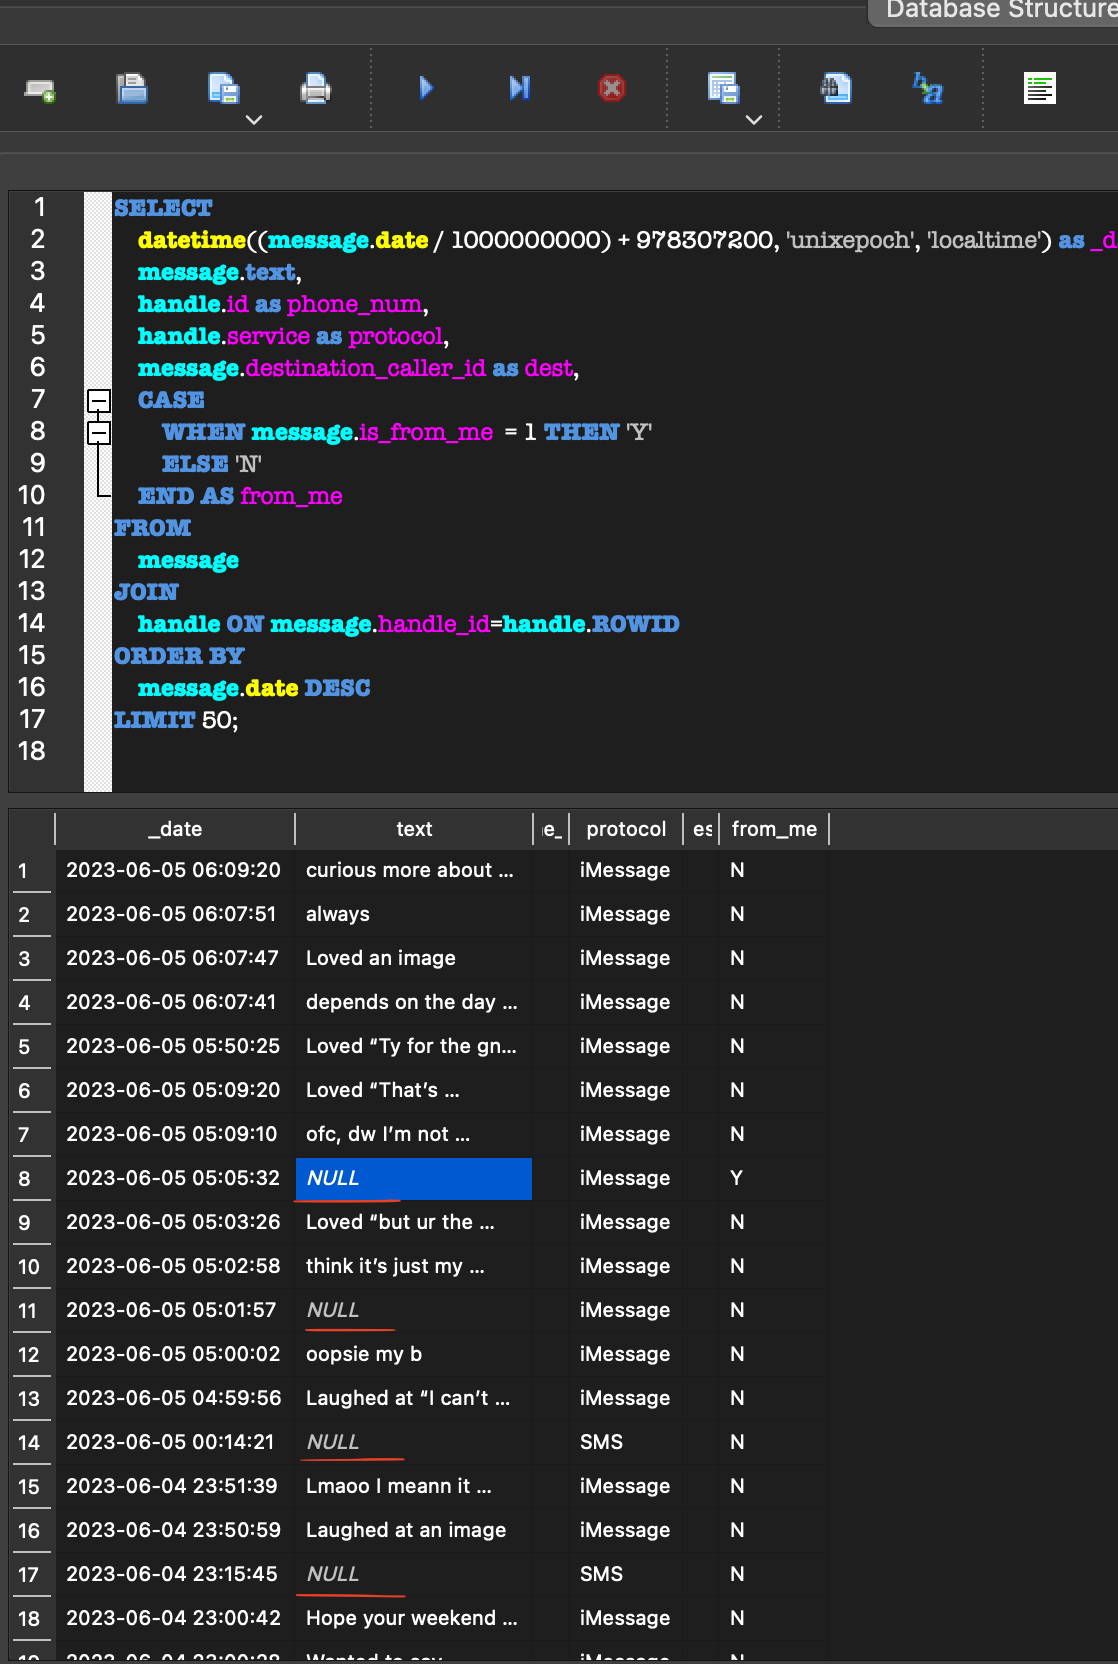 Database Structure
1 SELECT
2 datetime((message.date / 1000000000) + 978307200, 'unixepoch', 'localtime') as _d
3 message.text,
4 handle.id as phone_num,
5 handle.service as protocol,
6 message.destination_caller_id as dest,
7 CASE
8 WHEN message.is_from_me = 1 THEN 'Y'
9 ELSE 'N'
10 END AS from_me
11 FROM
12 message
13 JOIN
14 handle ON message.handle_id=handle.ROWID
15 ORDER BY
16 message.date DESC
17 LIMIT 50;
18
_date text e_ protocol es from_me
1 2023-06-05 06:09:20 curious more about ... iMessage N
2 2023-06-05 06:07:51 always iMessage N
3 2023-06-05 06:07:47 Loved an image iMessage N
4 2023-06-05 06:07:41 depends on the day ... iMessage N
5 2023-06-05 05:50:25 Loved “Ty for the gn... iMessage N
6 2023-06-05 05:09:20 Loved “That’s ... iMessage N
7 2023-06-05 05:09:10 ofc, dw I’m not ... iMessage N
8 2023-06-05 05:05:32 NULL iMessage Y
9 2023-06-05 05:03:26 Loved “but ur the ... iMessage N
10 2023-06-05 05:02:58 think it’s just my ... iMessage N
11 2023-06-05 05:01:57 NULL iMessage N
12 2023-06-05 05:00:02 oopsie my b iMessage N
13 2023-06-05 04:59:56 Laughed at “I can’t ... iMessage N
14 2023-06-05 00:14:21 NULL SMS N
15 2023-06-04 23:51:39 Lmaoo I meann it ... iMessage N
16 2023-06-04 23:50:59 Laughed at an image iMessage N
17 2023-06-04 23:15:45 NULL SMS N
18 2023-06-04 23:00:42 Hope your weekend ... iMessage N